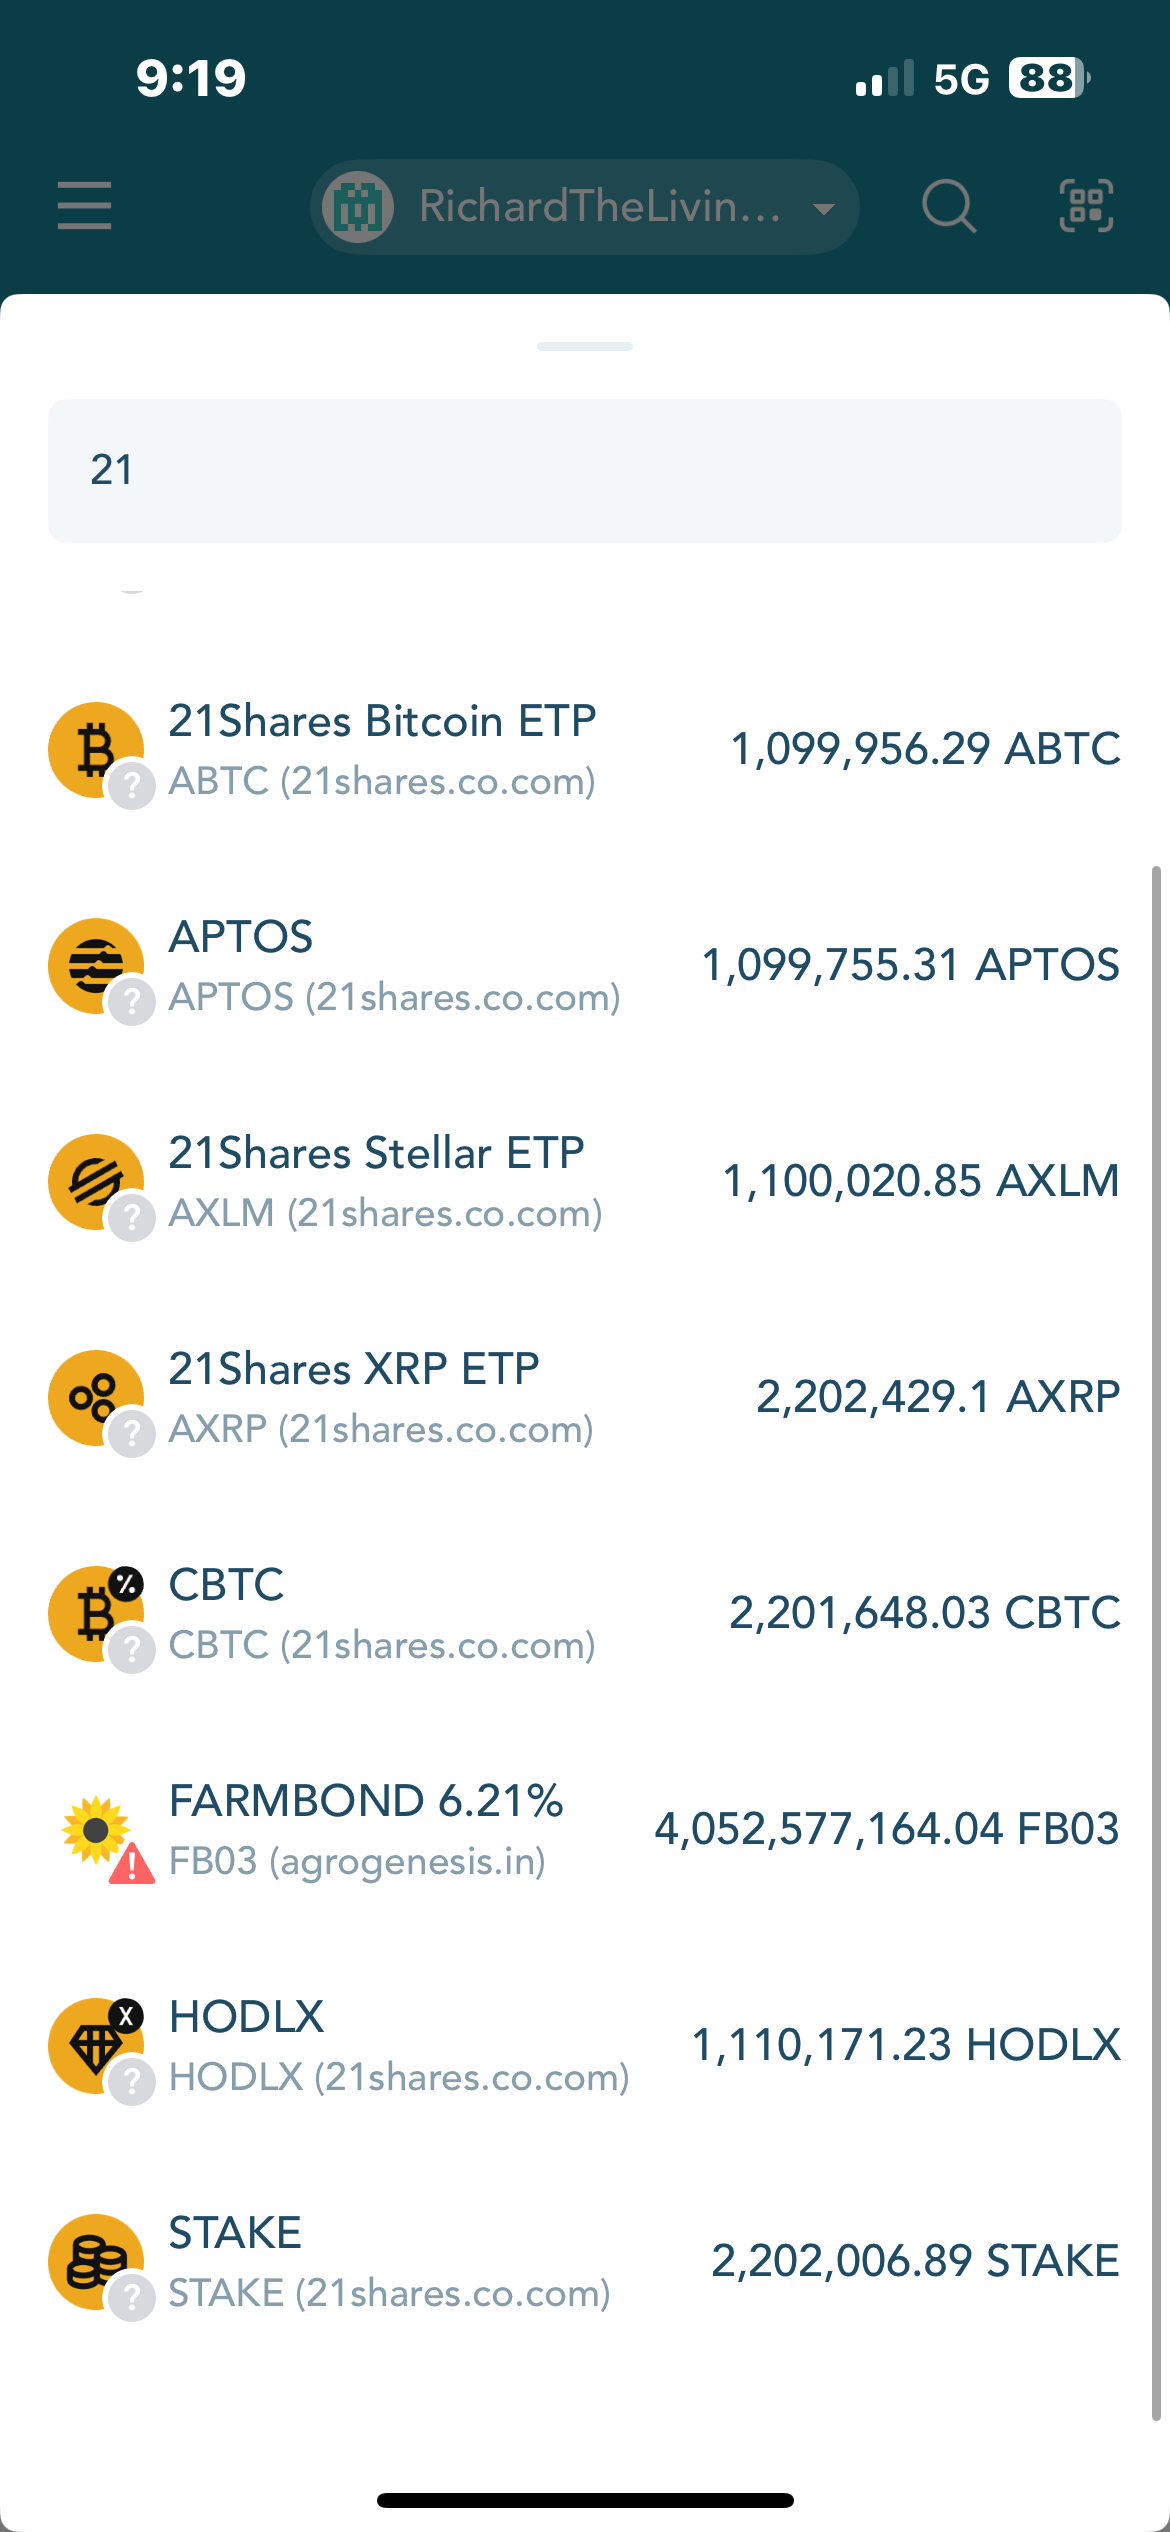 9:19
5G 88
RichardTheLivin...
21
21Shares Bitcoin ETP
ABTC (21shares.co.com)
1,099,956.29 ABTC
APTOS
APTOS (21shares.co.com)
1,099,755.31 APTOS
21Shares Stellar ETP
AXLM (21shares.co.com)
1,100,020.85 AXLM
21Shares XRP ETP
AXRP (21shares.co.com)
2,202,429.1 AXRP
CBTC
CBTC (21shares.co.com)
2,201,648.03 CBTC
FARMBOND 6.21%
FB03 (agrogenesis.in)
4,052,577,164.04 FB03
HODLX
HODLX (21shares.co.com)
1,110,171.23 HODLX
STAKE
STAKE (21shares.co.com)
2,202,006.89 STAKE